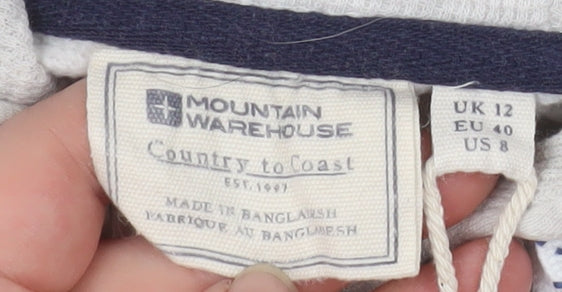 MOUNTAIN
WAREHOUSE
Country to Coast
EST. 1997
MADE IN BANGLADESH
FABRIQUE AU BANGLADESH
UK 12
EU 40
US 8